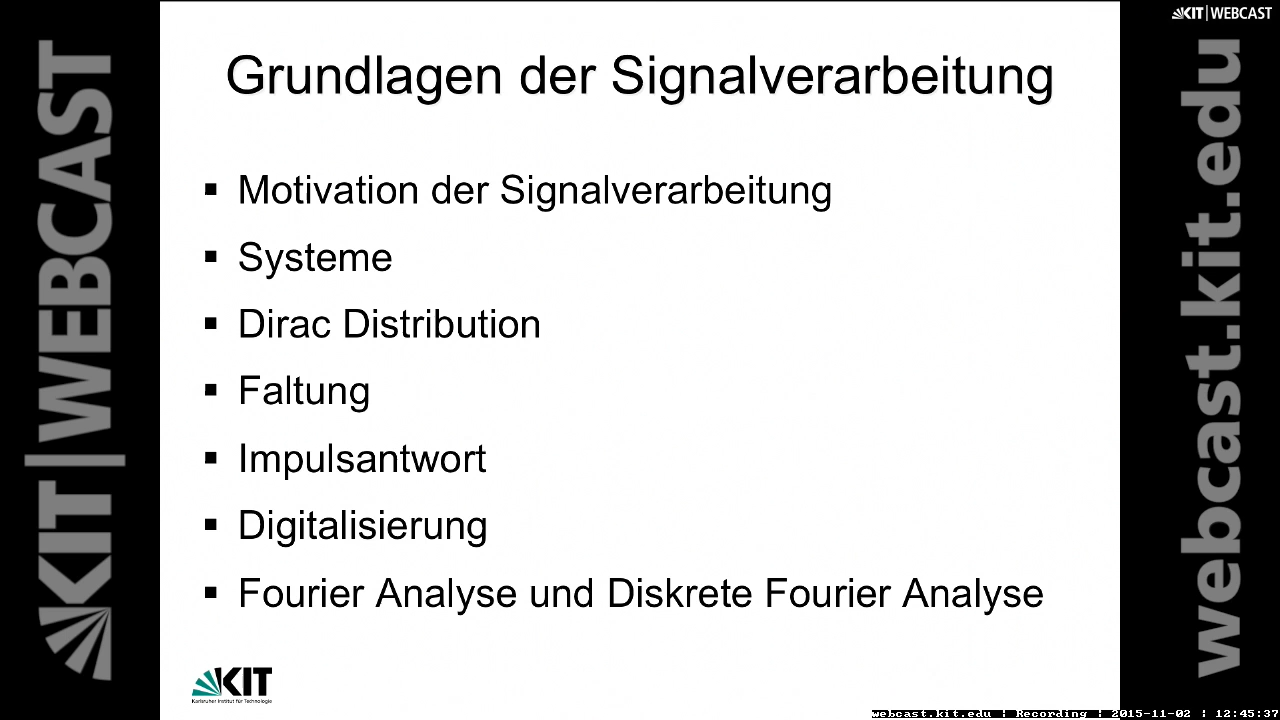 KIT|WEBCAST
KIT|WEBCAST
webcast.kit.edu
Grundlagen der Signalverarbeitung
▪ Motivation der Signalverarbeitung
▪ Systeme
▪ Dirac Distribution
▪ Faltung
▪ Impulsantwort
▪ Digitalisierung
▪ Fourier Analyse und Diskrete Fourier Analyse
KIT
Karlsruher Institut für Technologie
webcast.kit.edu | Recording | 2015-11-02 | 12:45:37